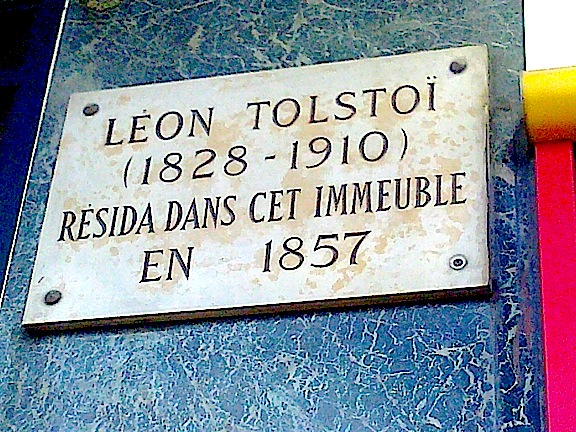 LÉON TOLSTOÏ
(1828-1910)
RÉSIDA DANS CET IMMEUBLE
EN 1857